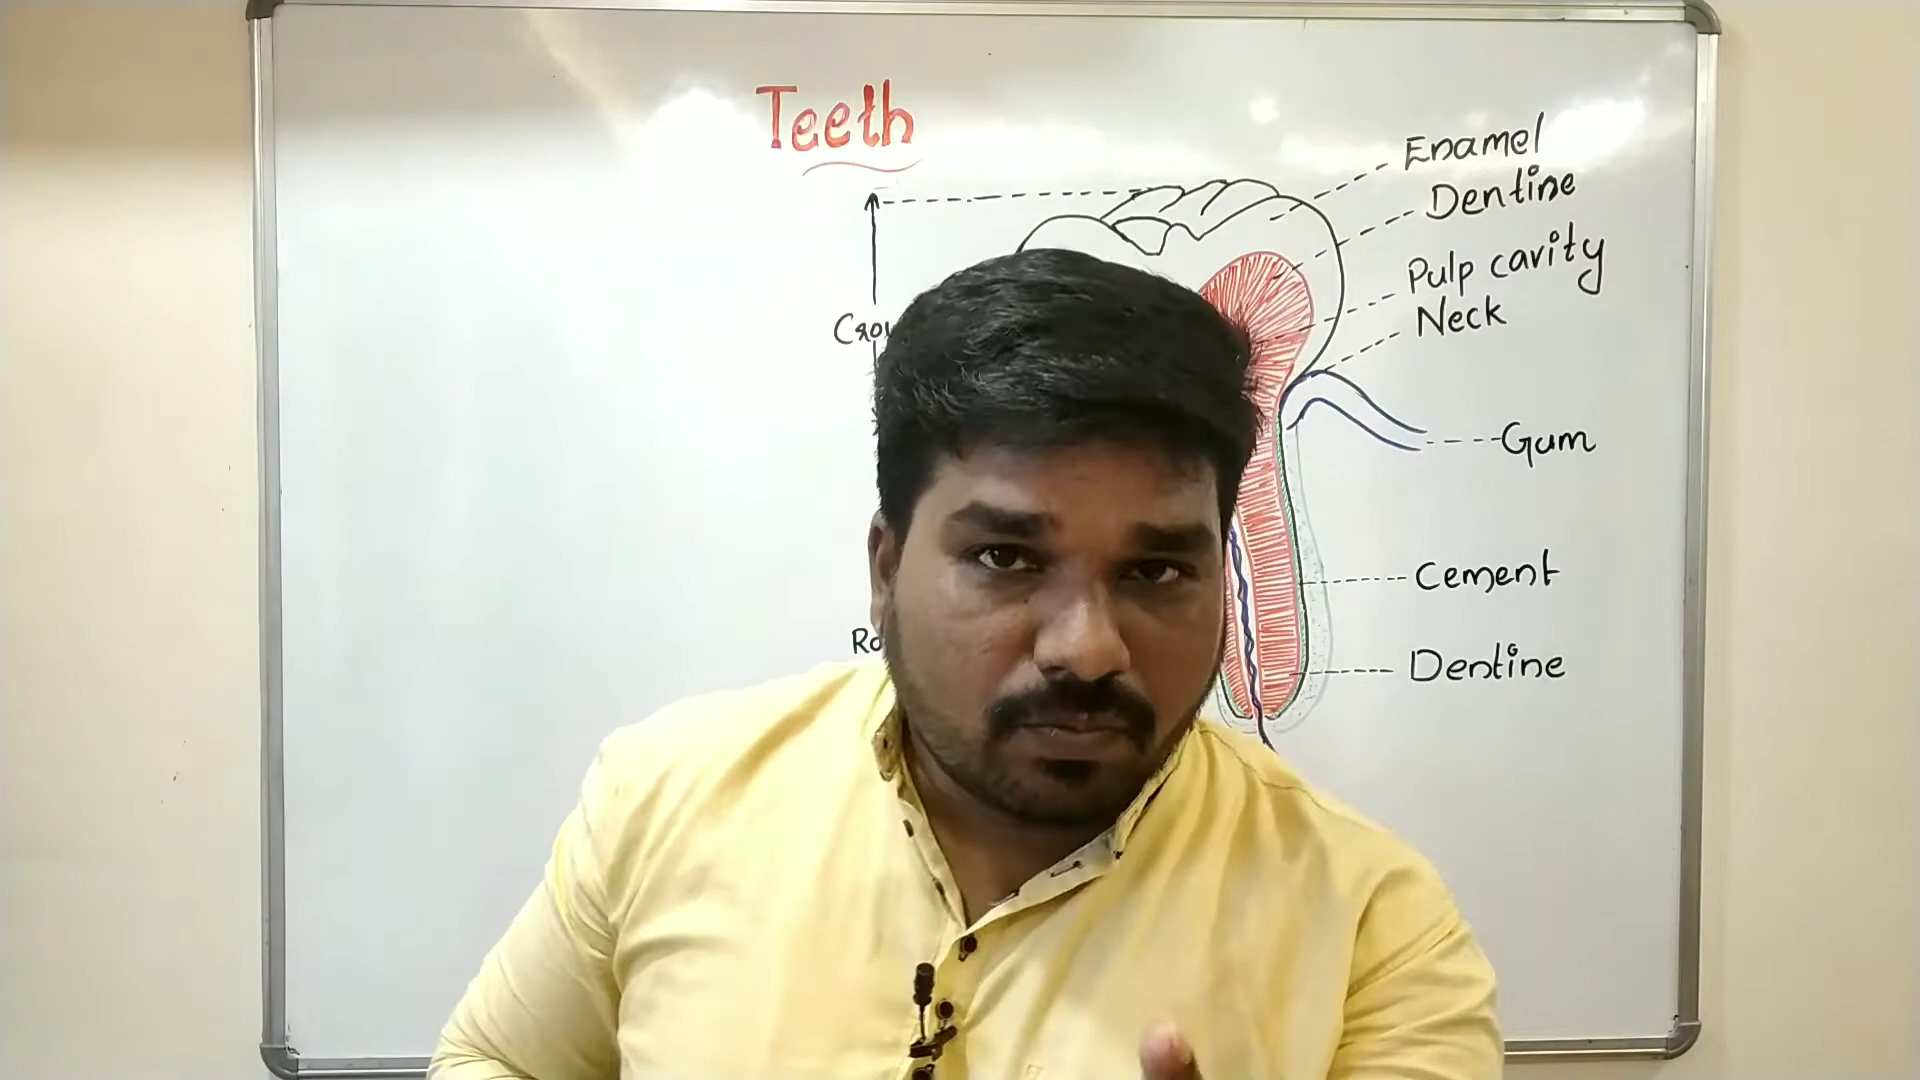 Teeth
Enamel
Dentine
Pulp cavity
Neck
Gum
Cement
Dentine